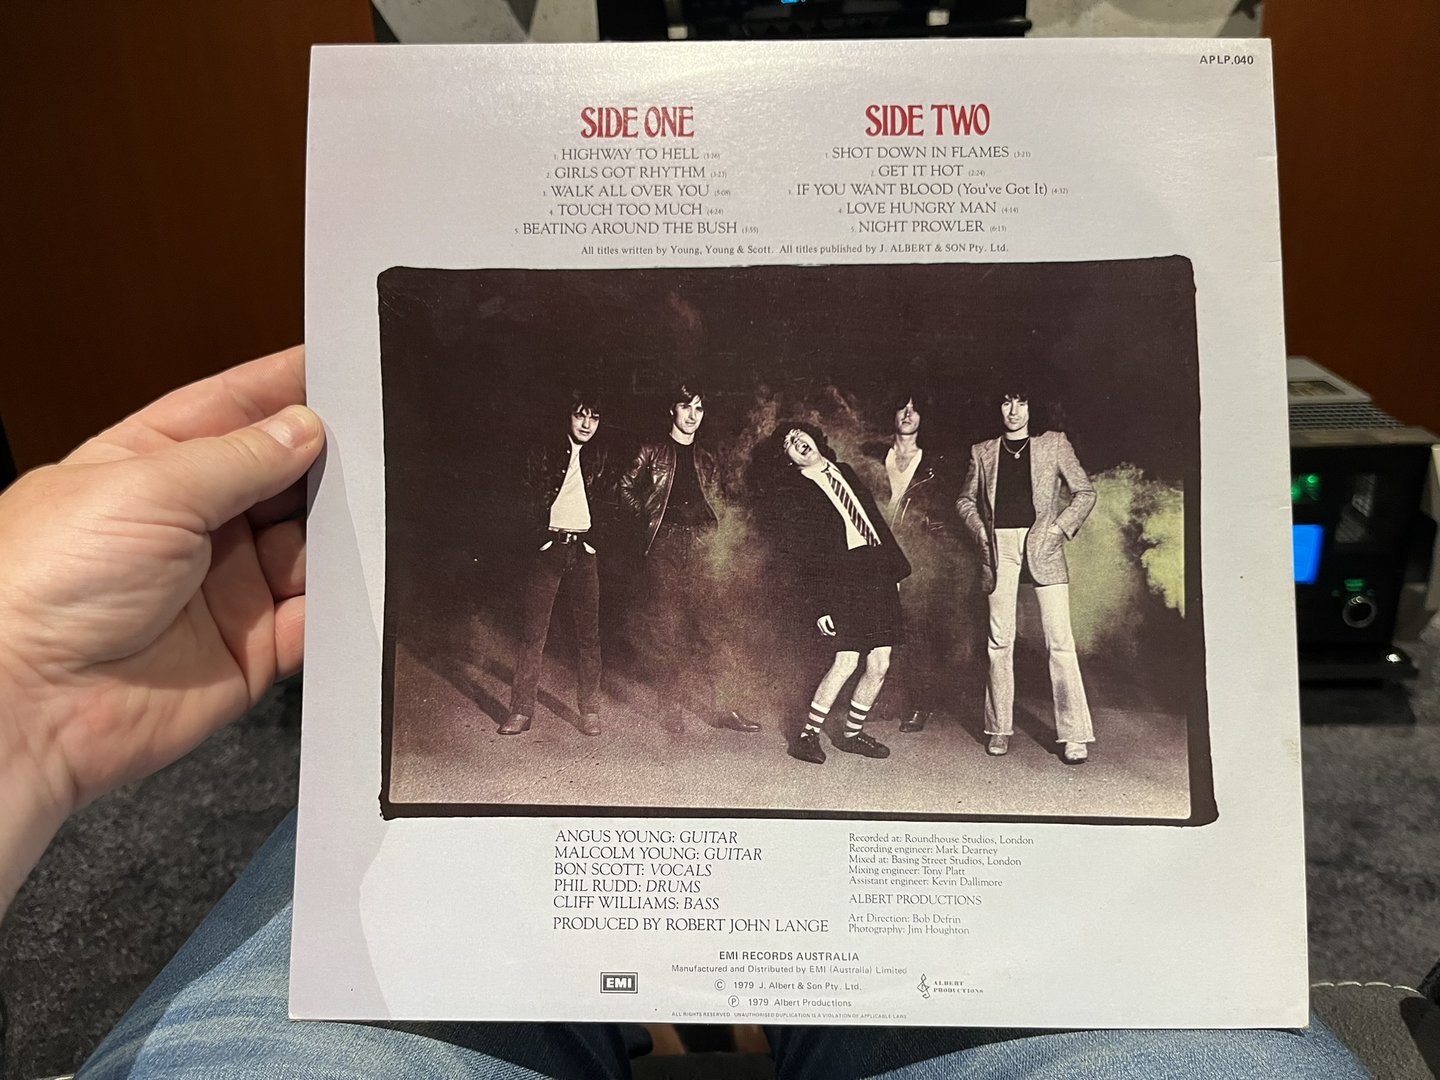 APLP.040
SIDE ONE
1. HIGHWAY TO HELL (3:26)
2. GIRLS GOT RHYTHM (3:23)
3. WALK ALL OVER YOU (5:08)
4. TOUCH TOO MUCH (4:24)
5. BEATING AROUND THE BUSH (3:55)
SIDE TWO
1. SHOT DOWN IN FLAMES (3:21)
2. GET IT HOT (2:24)
3. IF YOU WANT BLOOD (You've Got It) (4:32)
4. LOVE HUNGRY MAN (4:14)
5. NIGHT PROWLER (6:13)
All titles written by Young, Young & Scott. All titles published by J. ALBERT & SON Pty. Ltd.
ANGUS YOUNG: GUITAR
MALCOLM YOUNG: GUITAR
BON SCOTT: VOCALS
PHIL RUDD: DRUMS
CLIFF WILLIAMS: BASS
PRODUCED BY ROBERT JOHN LANGE
Recorded at: Roundhouse Studios, London
Recording engineer: Mark Dearney
Mixed at: Basing Street Studios, London
Mixing engineer: Tony Platt
Assistant engineer: Kevin Dallimore
ALBERT PRODUCTIONS
Art Direction: Bob Defrin
Photography: Jim Houghton
EMI RECORDS AUSTRALIA
Manufactured and Distributed by EMI (Australia) Limited
EMI
© 1979 J. Albert & Son Pty. Ltd.
℗ 1979 Albert Productions
ALBERT
PRODUCTIONS
ALL RIGHTS RESERVED. UNAUTHORISED DUPLICATION IS A VIOLATION OF APPLICABLE LAWS